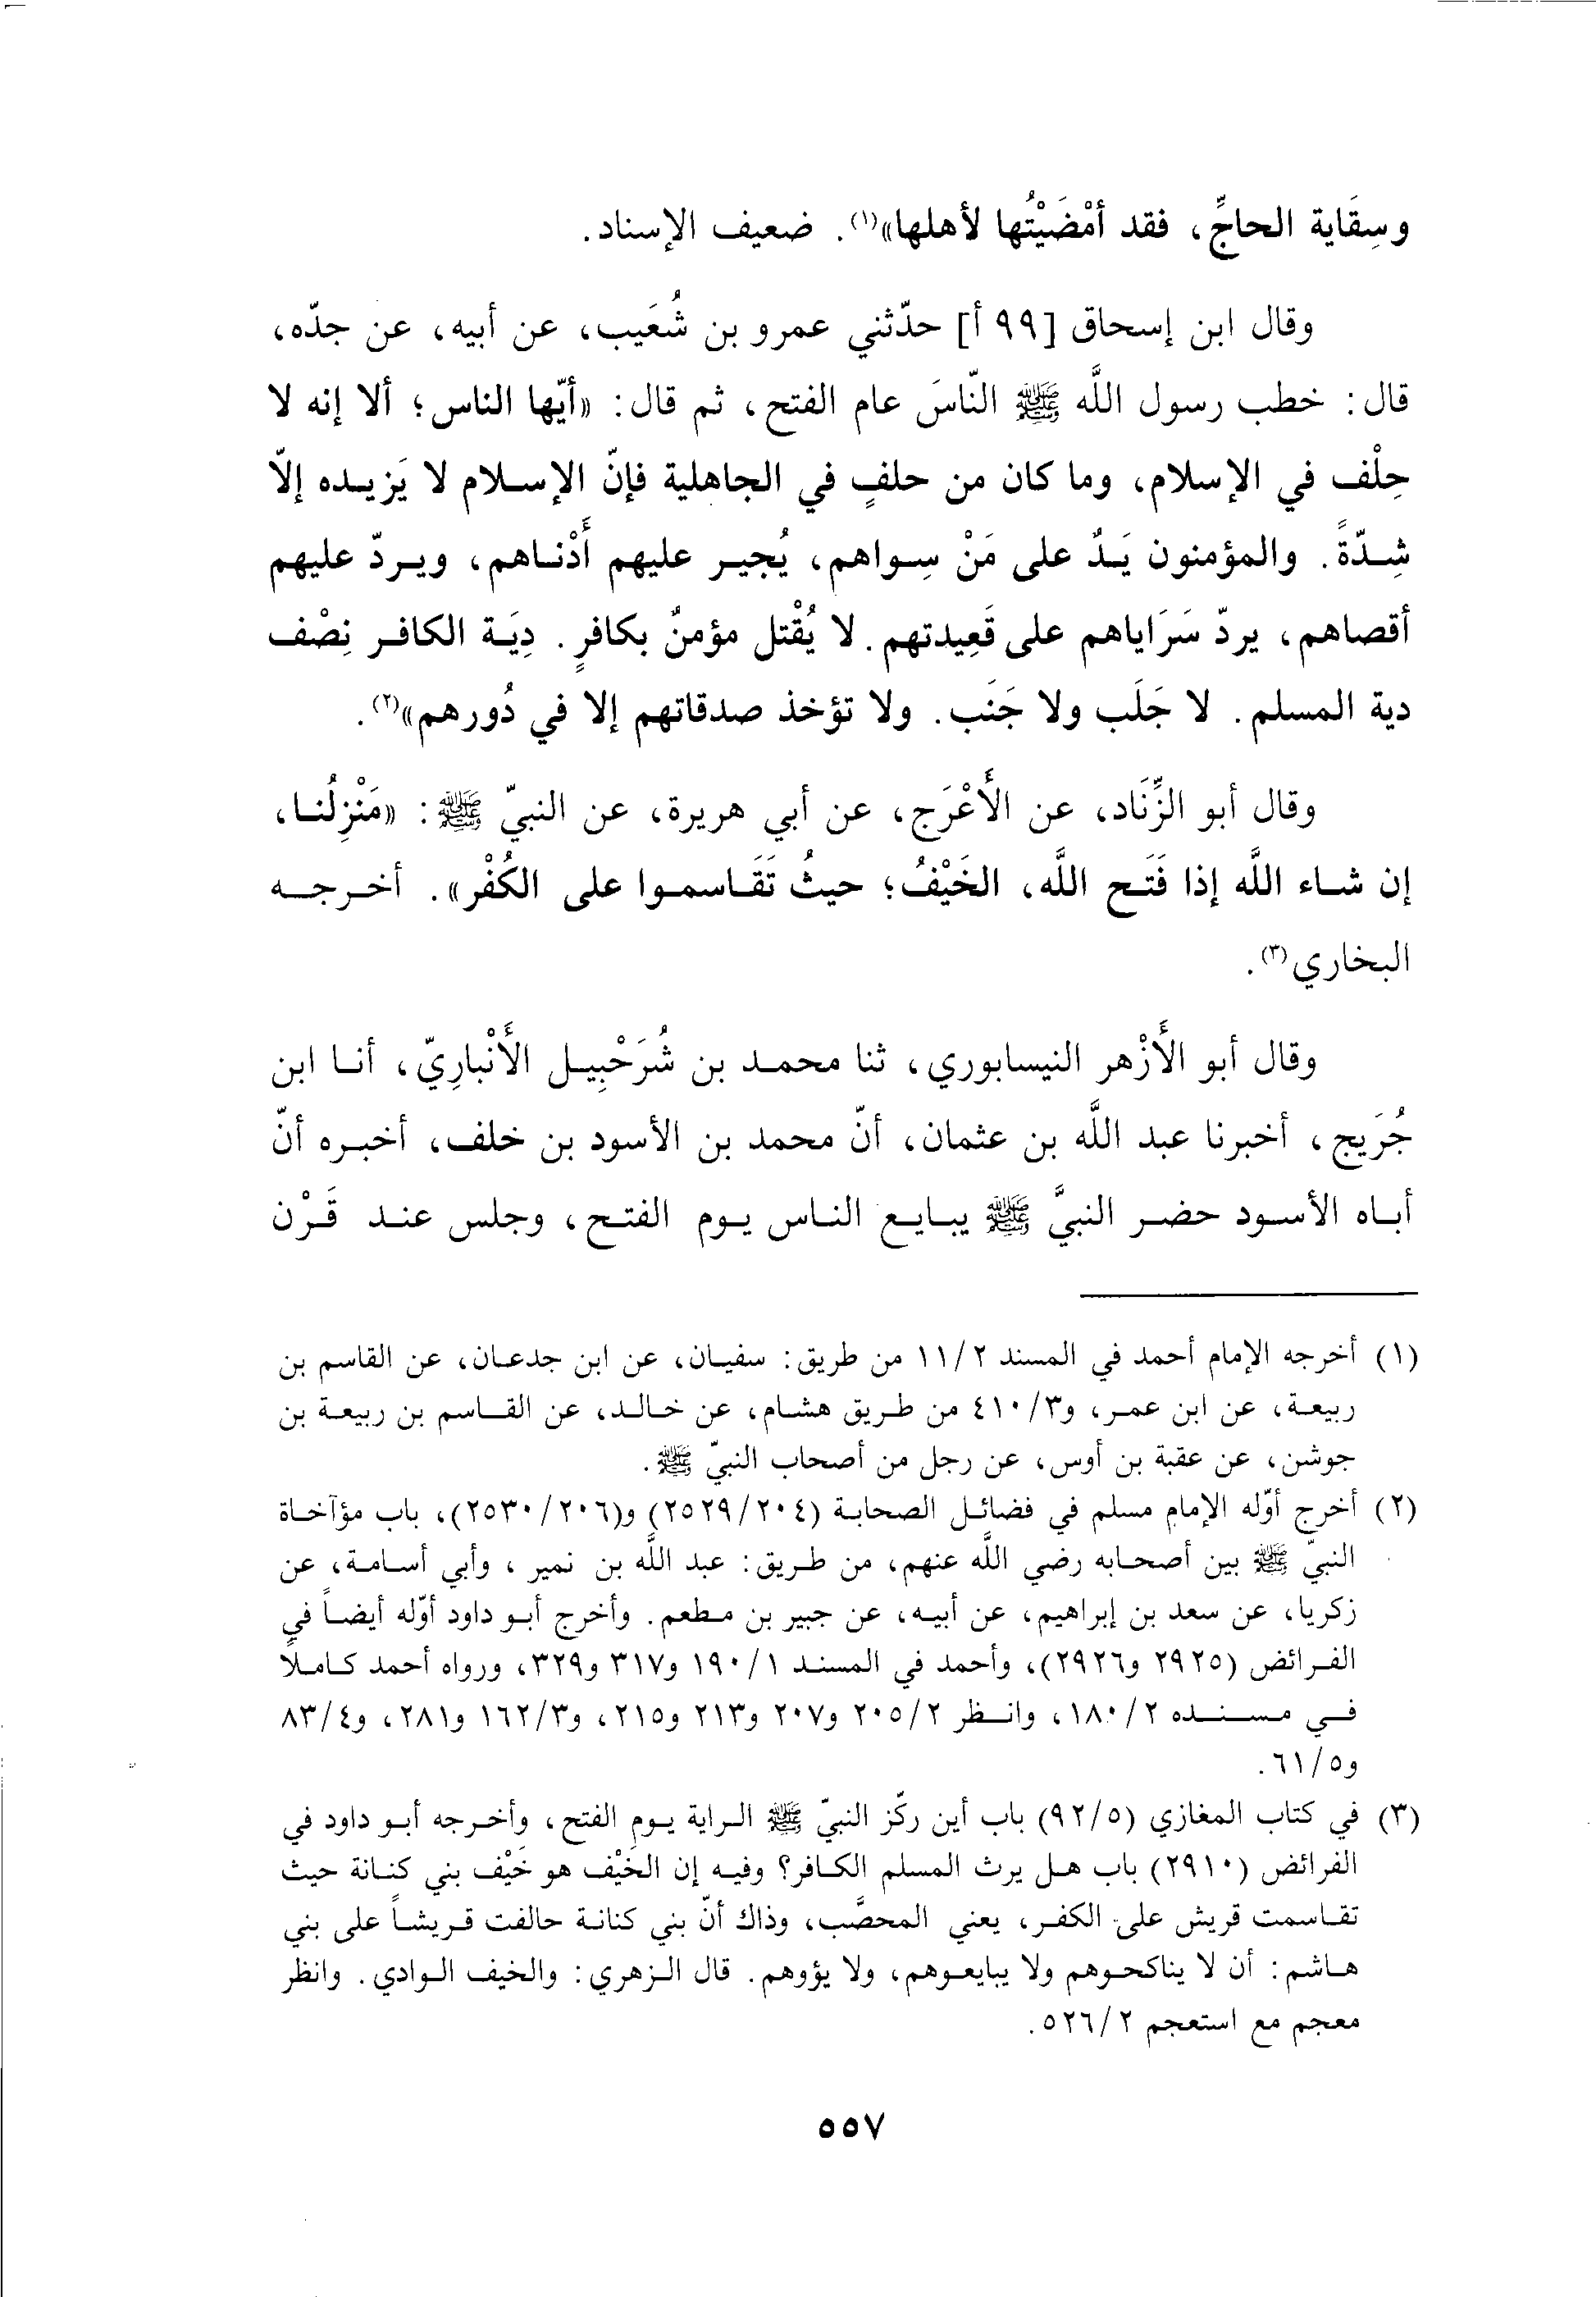 وسِقَاية الحاجِّ، فقد أمْضَيْتُها لأهلها»(١). ضعيف الإسناد.
وقال ابن إسحاق [٩٩ أ] حدّثني عمرو بن شُعَيب، عن أبيه، عن جدّه،
قال: خطب رسول اللَّه ﷺ النّاسَ عام الفتح، ثم قال: «أيّها الناس؛ ألا إنه لا
حِلْف في الإسلام، وما كان من حلفٍ في الجاهلية فإنّ الإسلام لا يَزيده إلّا
شِدّةً. والمؤمنون يَدٌ على مَنْ سِواهم، يُجير عليهم أَدْناهم، ويردّ عليهم
أقصاهم، يردّ سَرَاياهم على قَعِيدتهم. لا يُقْتل مؤمنٌ بكافرٍ. دِيَة الكافر نِصْف
دية المسلم. لا جَلَب ولا جَنَب. ولا تؤخذ صدقاتهم إلا في دُورهم»(٢).
وقال أبو الزِّنَاد، عن الأَعْرَج، عن أبي هريرة، عن النبيّ ﷺ: «مَنْزِلُنا،
إن شاء اللَّه إذا فَتَح اللَّه، الخَيْفُ؛ حيثُ تَقَاسموا على الكُفْر». أخرجه
البخاري(٣).
وقال أبو الأَزْهر النيسابوري، ثنا محمد بن شُرَحْبِيل الأَنْبارِيّ، أنا ابن
جُرَيج، أخبرنا عبد اللَّه بن عثمان، أنّ محمد بن الأسود بن خلف، أخبره أنّ
أباه الأسود حضر النبيَّ ﷺ يبايع الناس يوم الفتح، وجلس عند قَرْن
(١) أخرجه الإمام أحمد في المسند ١١/٢ من طريق: سفيان، عن ابن جدعان، عن القاسم بن
ربيعة، عن ابن عمر، و٤١٠/٣ من طريق هشام، عن خالد، عن القاسم بن ربيعة بن
جوشن، عن عقبة بن أوس، عن رجل من أصحاب النبيّ ﷺ.
(٢) أخرج أوّله الإمام مسلم في فضائل الصحابة (٢٥٢٩/٢٠٤) و(٢٥٣٠/٢٠٦)، باب مؤآخاة
النبيّ ﷺ بين أصحابه رضي اللَّه عنهم، من طريق: عبد اللَّه بن نمير، وأبي أسامة، عن
زكريا، عن سعد بن إبراهيم، عن أبيه، عن جبير بن مطعم. وأخرج أبو داود أوّله أيضاً في
الفرائض (٢٩٢٥ و٢٩٢٦)، وأحمد في المسند ١٩٠/١ و٣١٧ و٣٢٩، ورواه أحمد كاملاً
في مسنده ١٨٠/٢، وانظر ٢٠٥/٢ و٢٠٧ و٢١٣ و٢١٥، و١٦٢/٣ و٢٨١، و٨٣/٤
و٦١/٥.
(٣) في كتاب المغازي (٩٢/٥) باب أين ركّز النبيّ ﷺ الراية يوم الفتح، وأخرجه أبو داود في
الفرائض (٢٩١٠) باب هل يرث المسلم الكافر؟ وفيه إن الخَيْف هو خَيْف بني كنانة حيث
تقاسمت قريش على الكفر، يعني المحصَّب، وذاك أنّ بني كنانة حالفت قريشاً على بني
هاشم: أن لا يناكحوهم ولا يبايعوهم، ولا يؤوهم. قال الزهري: والخيف الوادي. وانظر
معجم مع استعجم ٥٢٦/٢.
٥٥٧